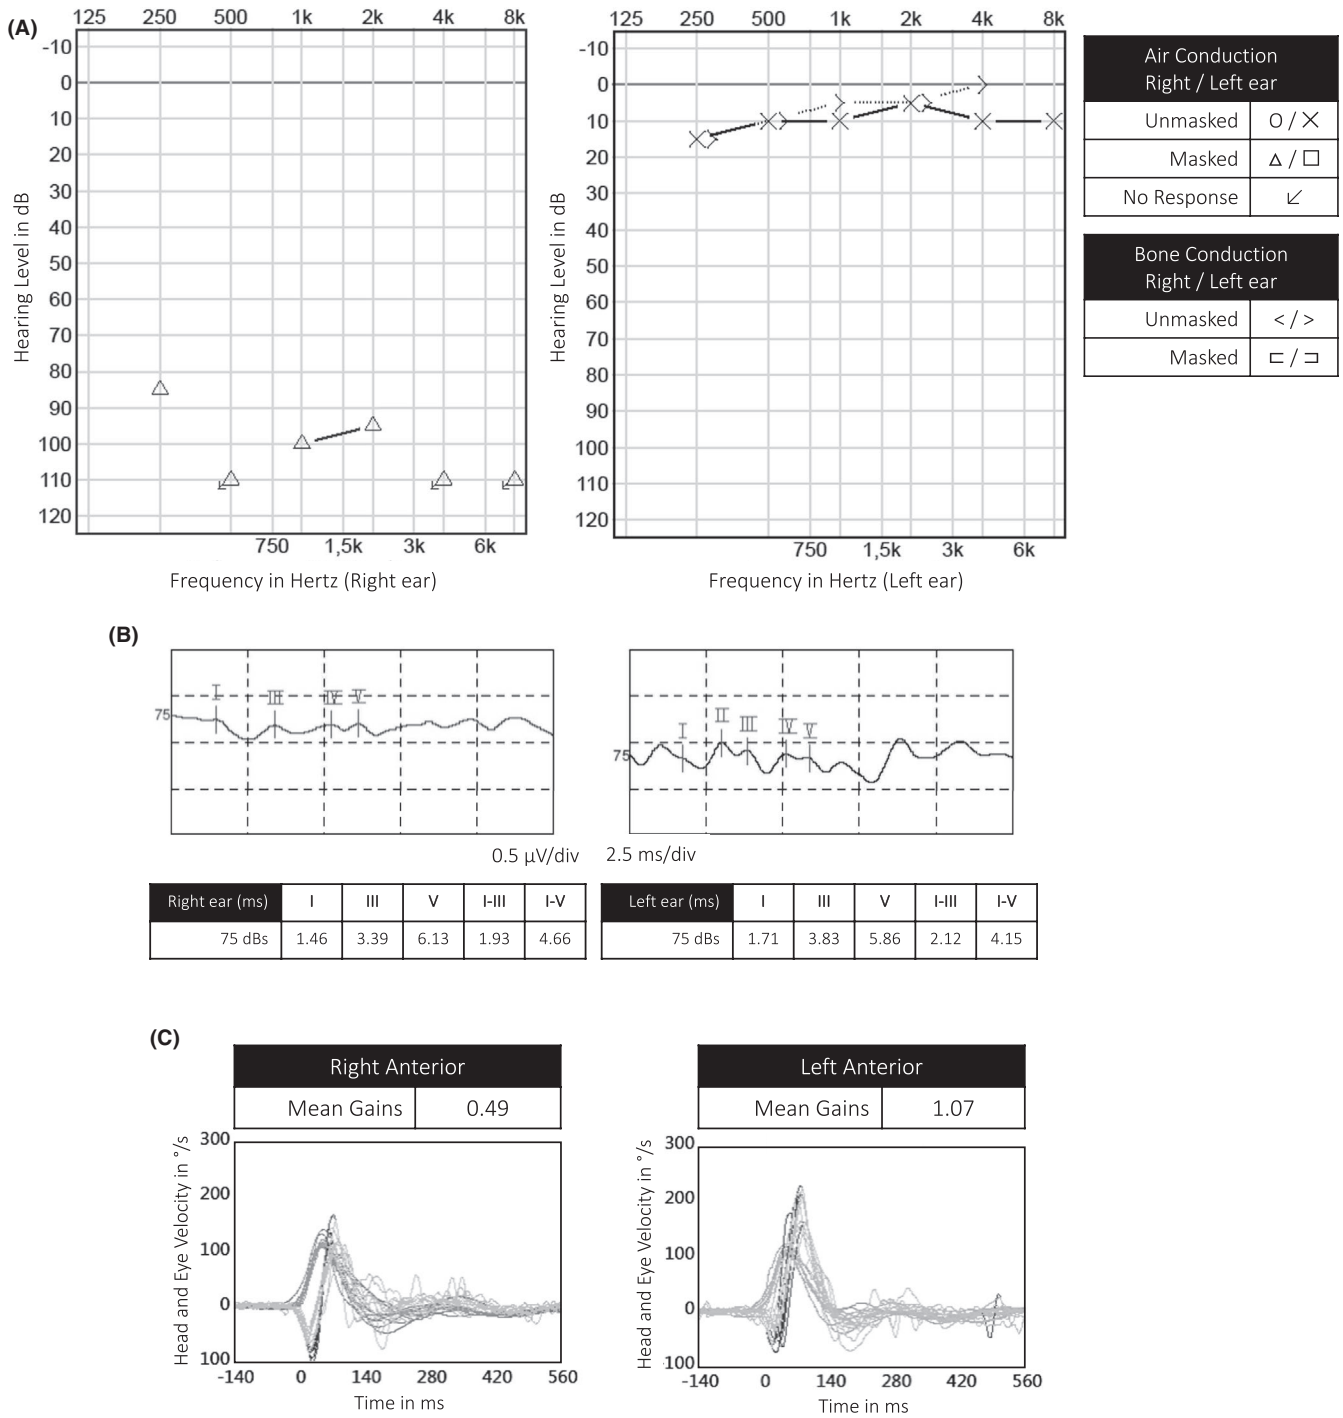 (A)
125 250 500 1k 2k 4k 8k
-10
0
10
20
30
40
50
60
70
80
90
100
110
120
Hearing Level in dB
750 1,5k 3k 6k
Frequency in Hertz (Right ear)
125 250 500 1k 2k 4k 8k
-10
0
10
20
30
40
50
60
70
80
90
100
110
120
Hearing Level in dB
750 1,5k 3k 6k
Frequency in Hertz (Left ear)
Air Conduction
Right / Left ear
Unmasked O / ×
Masked △ / □
No Response ↙
Bone Conduction
Right / Left ear
Unmasked < / >
Masked ⊏ / ⊐
(B)
I III IV V
75
I II III IV V
75
0.5 µV/div 2.5 ms/div
Right ear (ms) I III V I-III I-V
75 dBs 1.46 3.39 6.13 1.93 4.66
Left ear (ms) I III V I-III I-V
75 dBs 1.71 3.83 5.86 2.12 4.15
(C)
Right Anterior
Mean Gains 0.49
Head and Eye Velocity in °/s
300
200
100
0
100
-140 0 140 280 420 560
Time in ms
Left Anterior
Mean Gains 1.07
Head and Eye Velocity in °/s
300
200
100
0
-100
-140 0 140 280 420 560
Time in ms